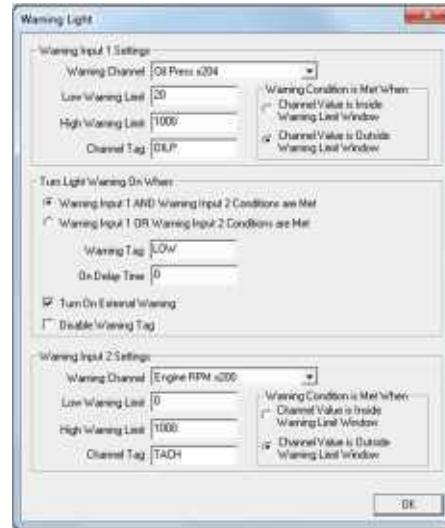 Warning Light
Warning Input 1 Settings
Warning Channel Oil Press x204
Low Warning Limit 20
High Warning Limit 1000
Channel Tag OILP
Warning Condition is Met When
Channel Value is Inside
Warning Limit Window
Channel Value is Outside
Warning Limit Window
Turn Light Warning On When
Warning Input 1 AND Warning Input 2 Conditions are Met
Warning Input 1 OR Warning Input 2 Conditions are Met
Warning Tag LOW
On Delay Time 0
Turn On External Warning
Disable Warning Tag
Warning Input 2 Settings
Warning Channel Engine RPM x200
Low Warning Limit 0
High Warning Limit 1000
Channel Tag TACH
Warning Condition is Met When
Channel Value is Inside
Warning Limit Window
Channel Value is Outside
Warning Limit Window
OK